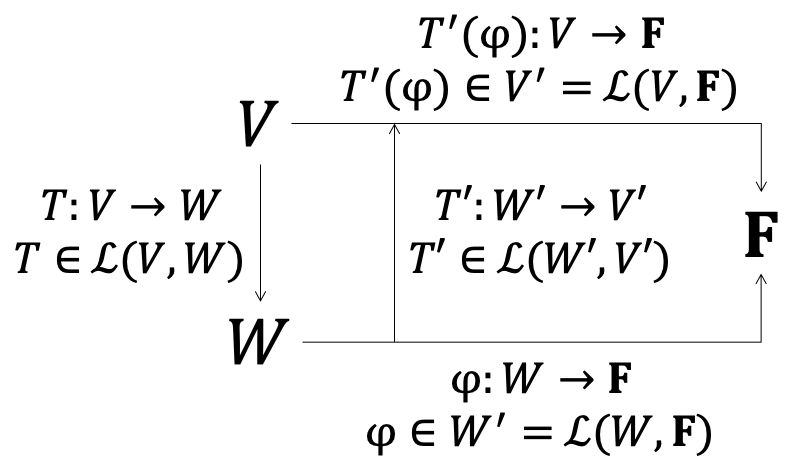 T′(φ): V → 𝐅
T′(φ) ∈ V′ = ℒ(V, 𝐅)
V
T: V → W
T ∈ ℒ(V, W)
T′: W′ → V′
T′ ∈ ℒ(W′, V′)
𝐅
W
φ: W → 𝐅
φ ∈ W′ = ℒ(W, 𝐅)